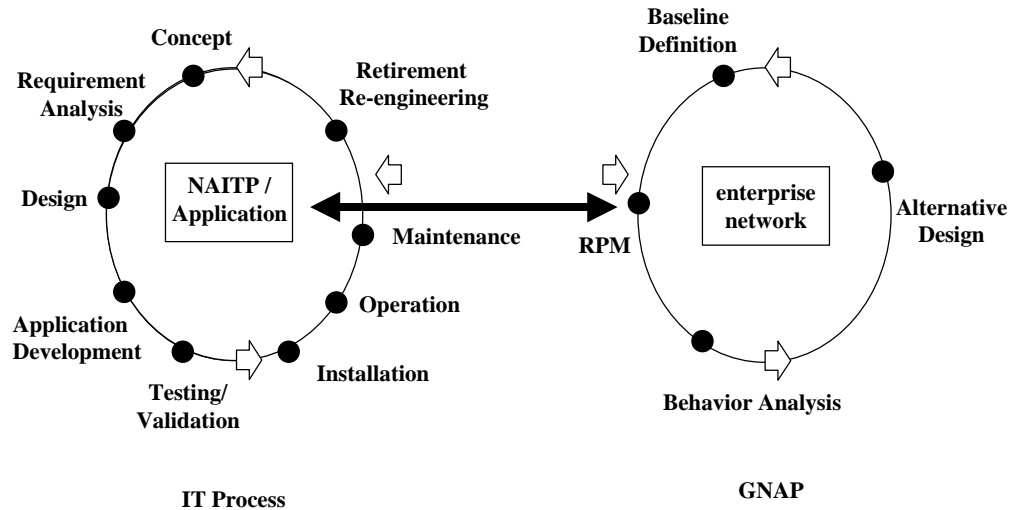 Concept
Requirement
Analysis
Retirement
Re-engineering
NAITP /
Application
Design
Maintenance
Operation
Application
Development
Installation
Testing/
Validation
IT Process
Baseline
Definition
enterprise
network
Alternative
Design
RPM
Behavior Analysis
GNAP